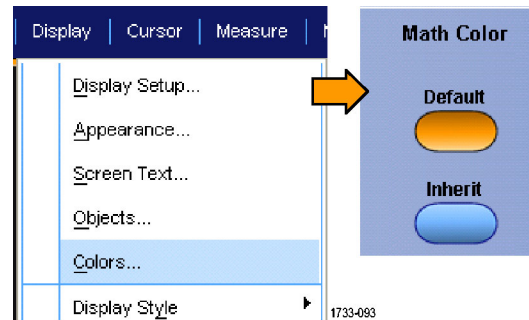 Display | Cursor | Measure |
Display Setup...
Appearance...
Screen Text...
Objects...
Colors...
Display Style
Math Color
Default
Inherit
1733-093